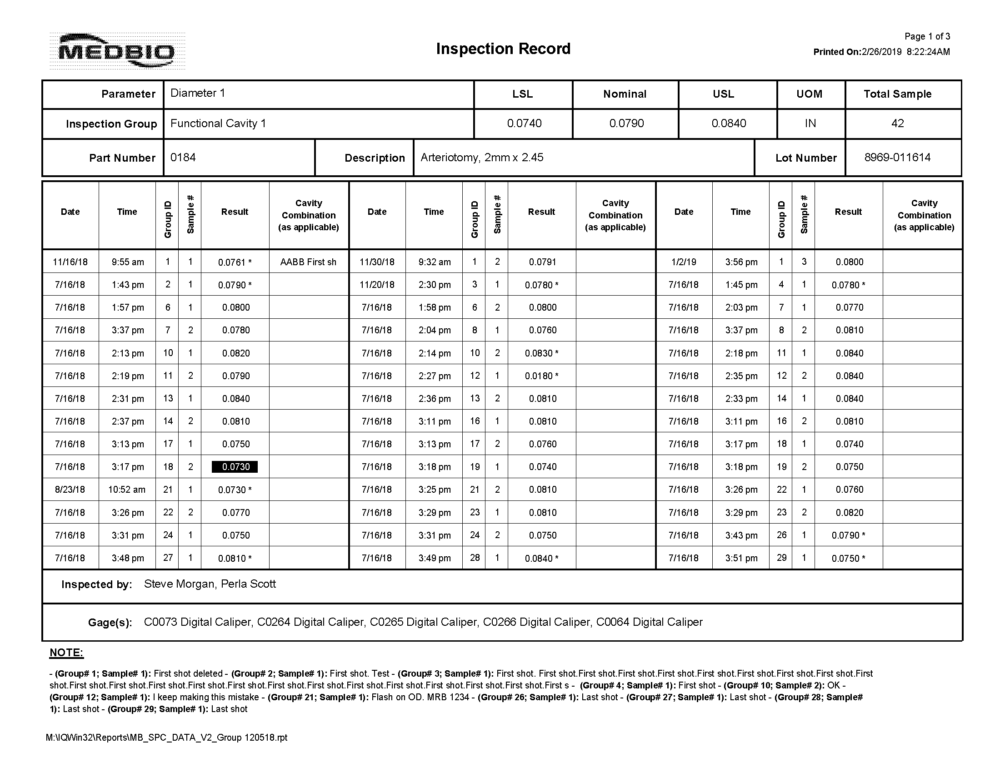 MEDBIO
Inspection Record
Page 1 of 3
Printed On:2/26/2019 8:22:24AM
Parameter Diameter 1 LSL Nominal USL UOM Total Sample
Inspection Group Functional Cavity 1 0.0740 0.0790 0.0840 IN 42
Part Number 0184 Description Arteriotomy, 2mm x 2.45 Lot Number 8969-011614
Date Time Group ID Sample # Result Cavity Combination (as applicable) Date Time Group ID Sample # Result Cavity Combination (as applicable) Date Time Group ID Sample # Result Cavity Combination (as applicable)
11/16/18 9:55 am 1 1 0.0761 * AABB First sh 11/30/18 9:32 am 1 2 0.0791 1/2/19 3:56 pm 1 3 0.0800
7/16/18 1:43 pm 2 1 0.0790 * 11/20/18 2:30 pm 3 1 0.0780 * 7/16/18 1:45 pm 4 1 0.0780 *
7/16/18 1:57 pm 6 1 0.0800 7/16/18 1:58 pm 6 2 0.0800 7/16/18 2:03 pm 7 1 0.0770
7/16/18 3:37 pm 7 2 0.0780 7/16/18 2:04 pm 8 1 0.0760 7/16/18 3:37 pm 8 2 0.0810
7/16/18 2:13 pm 10 1 0.0820 7/16/18 2:14 pm 10 2 0.0830 * 7/16/18 2:18 pm 11 1 0.0840
7/16/18 2:19 pm 11 2 0.0790 7/16/18 2:27 pm 12 1 0.0180 * 7/16/18 2:35 pm 12 2 0.0840
7/16/18 2:31 pm 13 1 0.0840 7/16/18 2:36 pm 13 2 0.0810 7/16/18 2:33 pm 14 1 0.0840
7/16/18 2:37 pm 14 2 0.0810 7/16/18 3:11 pm 16 1 0.0810 7/16/18 3:11 pm 16 2 0.0810
7/16/18 3:13 pm 17 1 0.0750 7/16/18 3:13 pm 17 2 0.0760 7/16/18 3:17 pm 18 1 0.0740
7/16/18 3:17 pm 18 2 0.0730 7/16/18 3:18 pm 19 1 0.0740 7/16/18 3:18 pm 19 2 0.0750
8/23/18 10:52 am 21 1 0.0730 * 7/16/18 3:25 pm 21 2 0.0810 7/16/18 3:26 pm 22 1 0.0760
7/16/18 3:26 pm 22 2 0.0770 7/16/18 3:29 pm 23 1 0.0810 7/16/18 3:29 pm 23 2 0.0820
7/16/18 3:31 pm 24 1 0.0750 7/16/18 3:31 pm 24 2 0.0750 7/16/18 3:43 pm 26 1 0.0790 *
7/16/18 3:48 pm 27 1 0.0810 * 7/16/18 3:49 pm 28 1 0.0840 * 7/16/18 3:51 pm 29 1 0.0750 *
Inspected by: Steve Morgan, Perla Scott
Gage(s): C0073 Digital Caliper, C0264 Digital Caliper, C0265 Digital Caliper, C0266 Digital Caliper, C0064 Digital Caliper
NOTE:
- (Group# 1; Sample# 1): First shot deleted - (Group# 2; Sample# 1): First shot. Test - (Group# 3; Sample# 1): First shot. First shot.First shot.First shot.First shot.First shot.First shot.First shot.First shot.First
shot.First shot.First shot.First shot.First shot.First shot.First shot.First shot.First shot.First shot.First shot.First shot.First shot.First s - (Group# 4; Sample# 1): First shot - (Group# 10; Sample# 2): OK -
(Group# 12; Sample# 1): I keep making this mistake - (Group# 21; Sample# 1): Flash on OD. MRB 1234 - (Group# 26; Sample# 1): Last shot - (Group# 27; Sample# 1): Last shot - (Group# 28; Sample#
1): Last shot - (Group# 29; Sample# 1): Last shot
M:\IQWin32\Reports\MB_SPC_DATA_V2_Group 120518.rpt